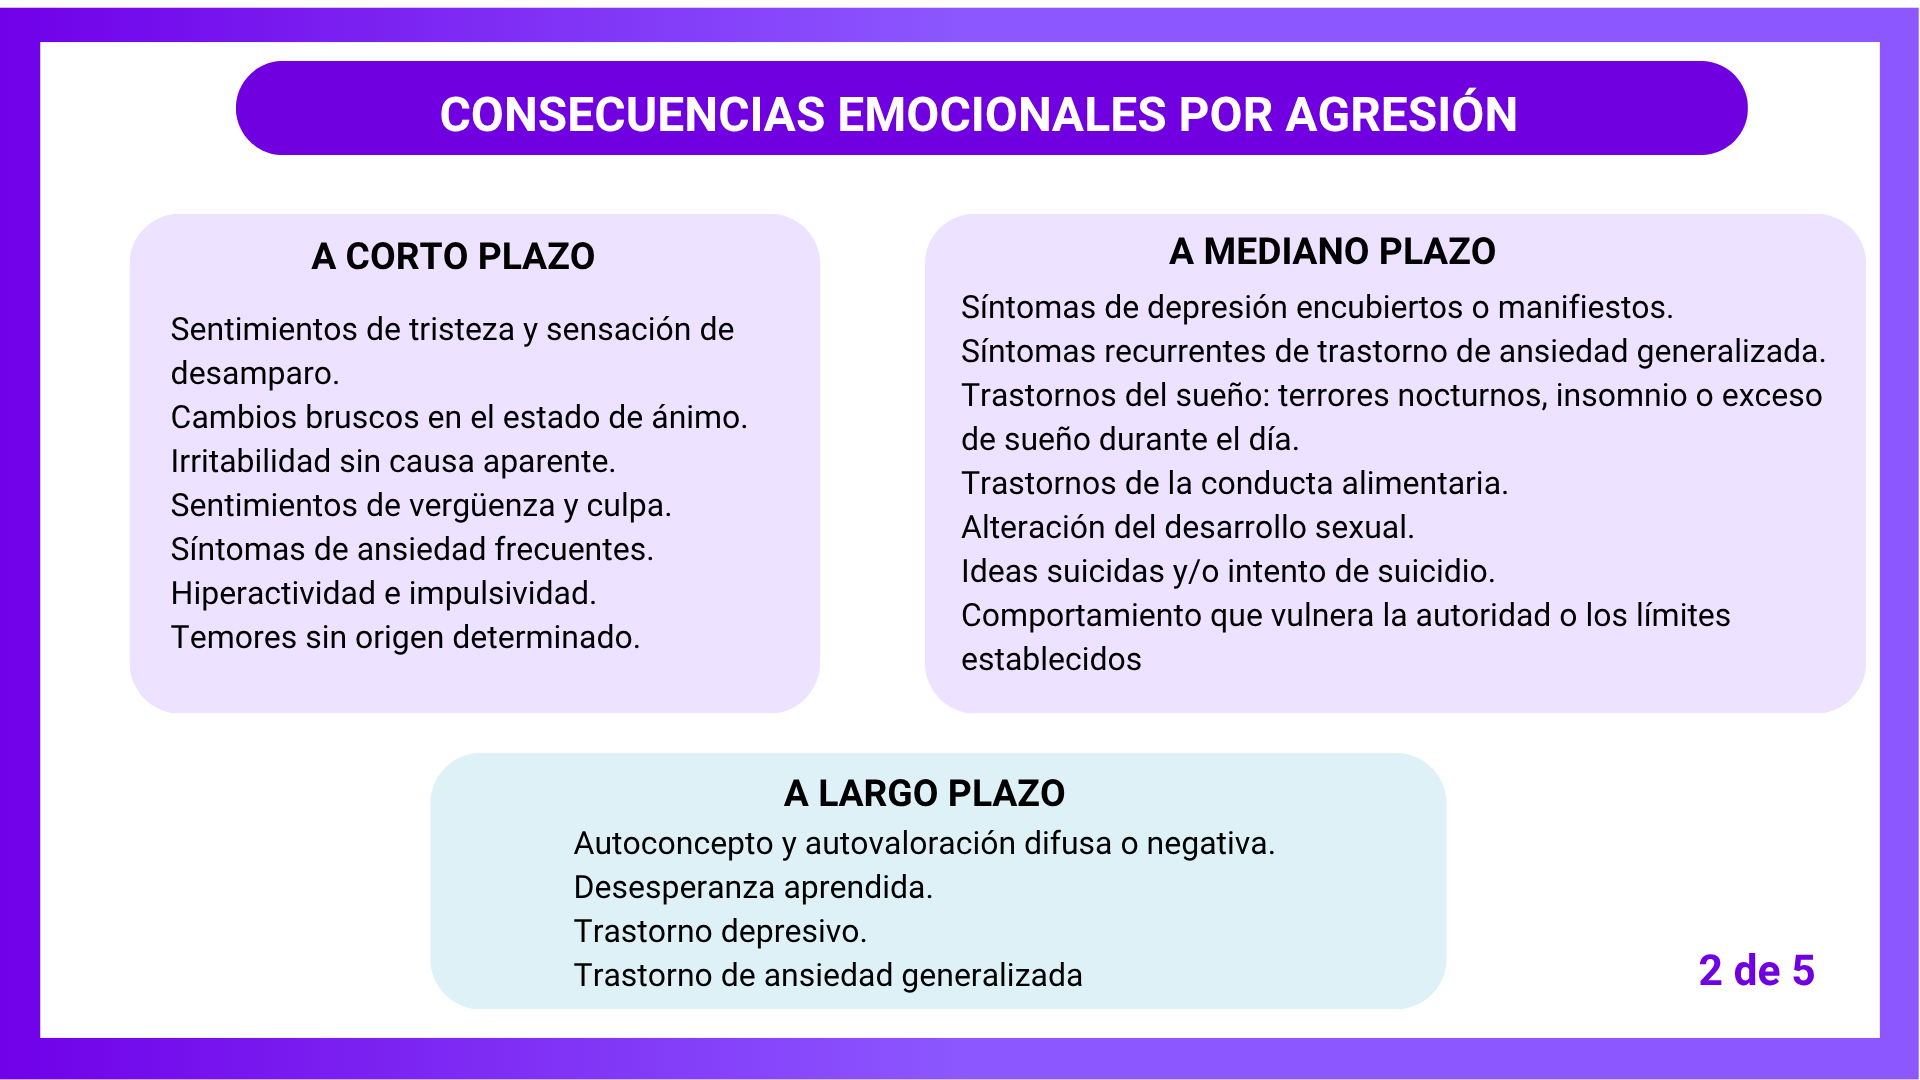 CONSECUENCIAS EMOCIONALES POR AGRESIÓN
A CORTO PLAZO
Sentimientos de tristeza y sensación de
desamparo.
Cambios bruscos en el estado de ánimo.
Irritabilidad sin causa aparente.
Sentimientos de vergüenza y culpa.
Síntomas de ansiedad frecuentes.
Hiperactividad e impulsividad.
Temores sin origen determinado.
A MEDIANO PLAZO
Síntomas de depresión encubiertos o manifiestos.
Síntomas recurrentes de trastorno de ansiedad generalizada.
Trastornos del sueño: terrores nocturnos, insomnio o exceso
de sueño durante el día.
Trastornos de la conducta alimentaria.
Alteración del desarrollo sexual.
Ideas suicidas y/o intento de suicidio.
Comportamiento que vulnera la autoridad o los límites
establecidos
A LARGO PLAZO
Autoconcepto y autovaloración difusa o negativa.
Desesperanza aprendida.
Trastorno depresivo.
Trastorno de ansiedad generalizada
2 de 5